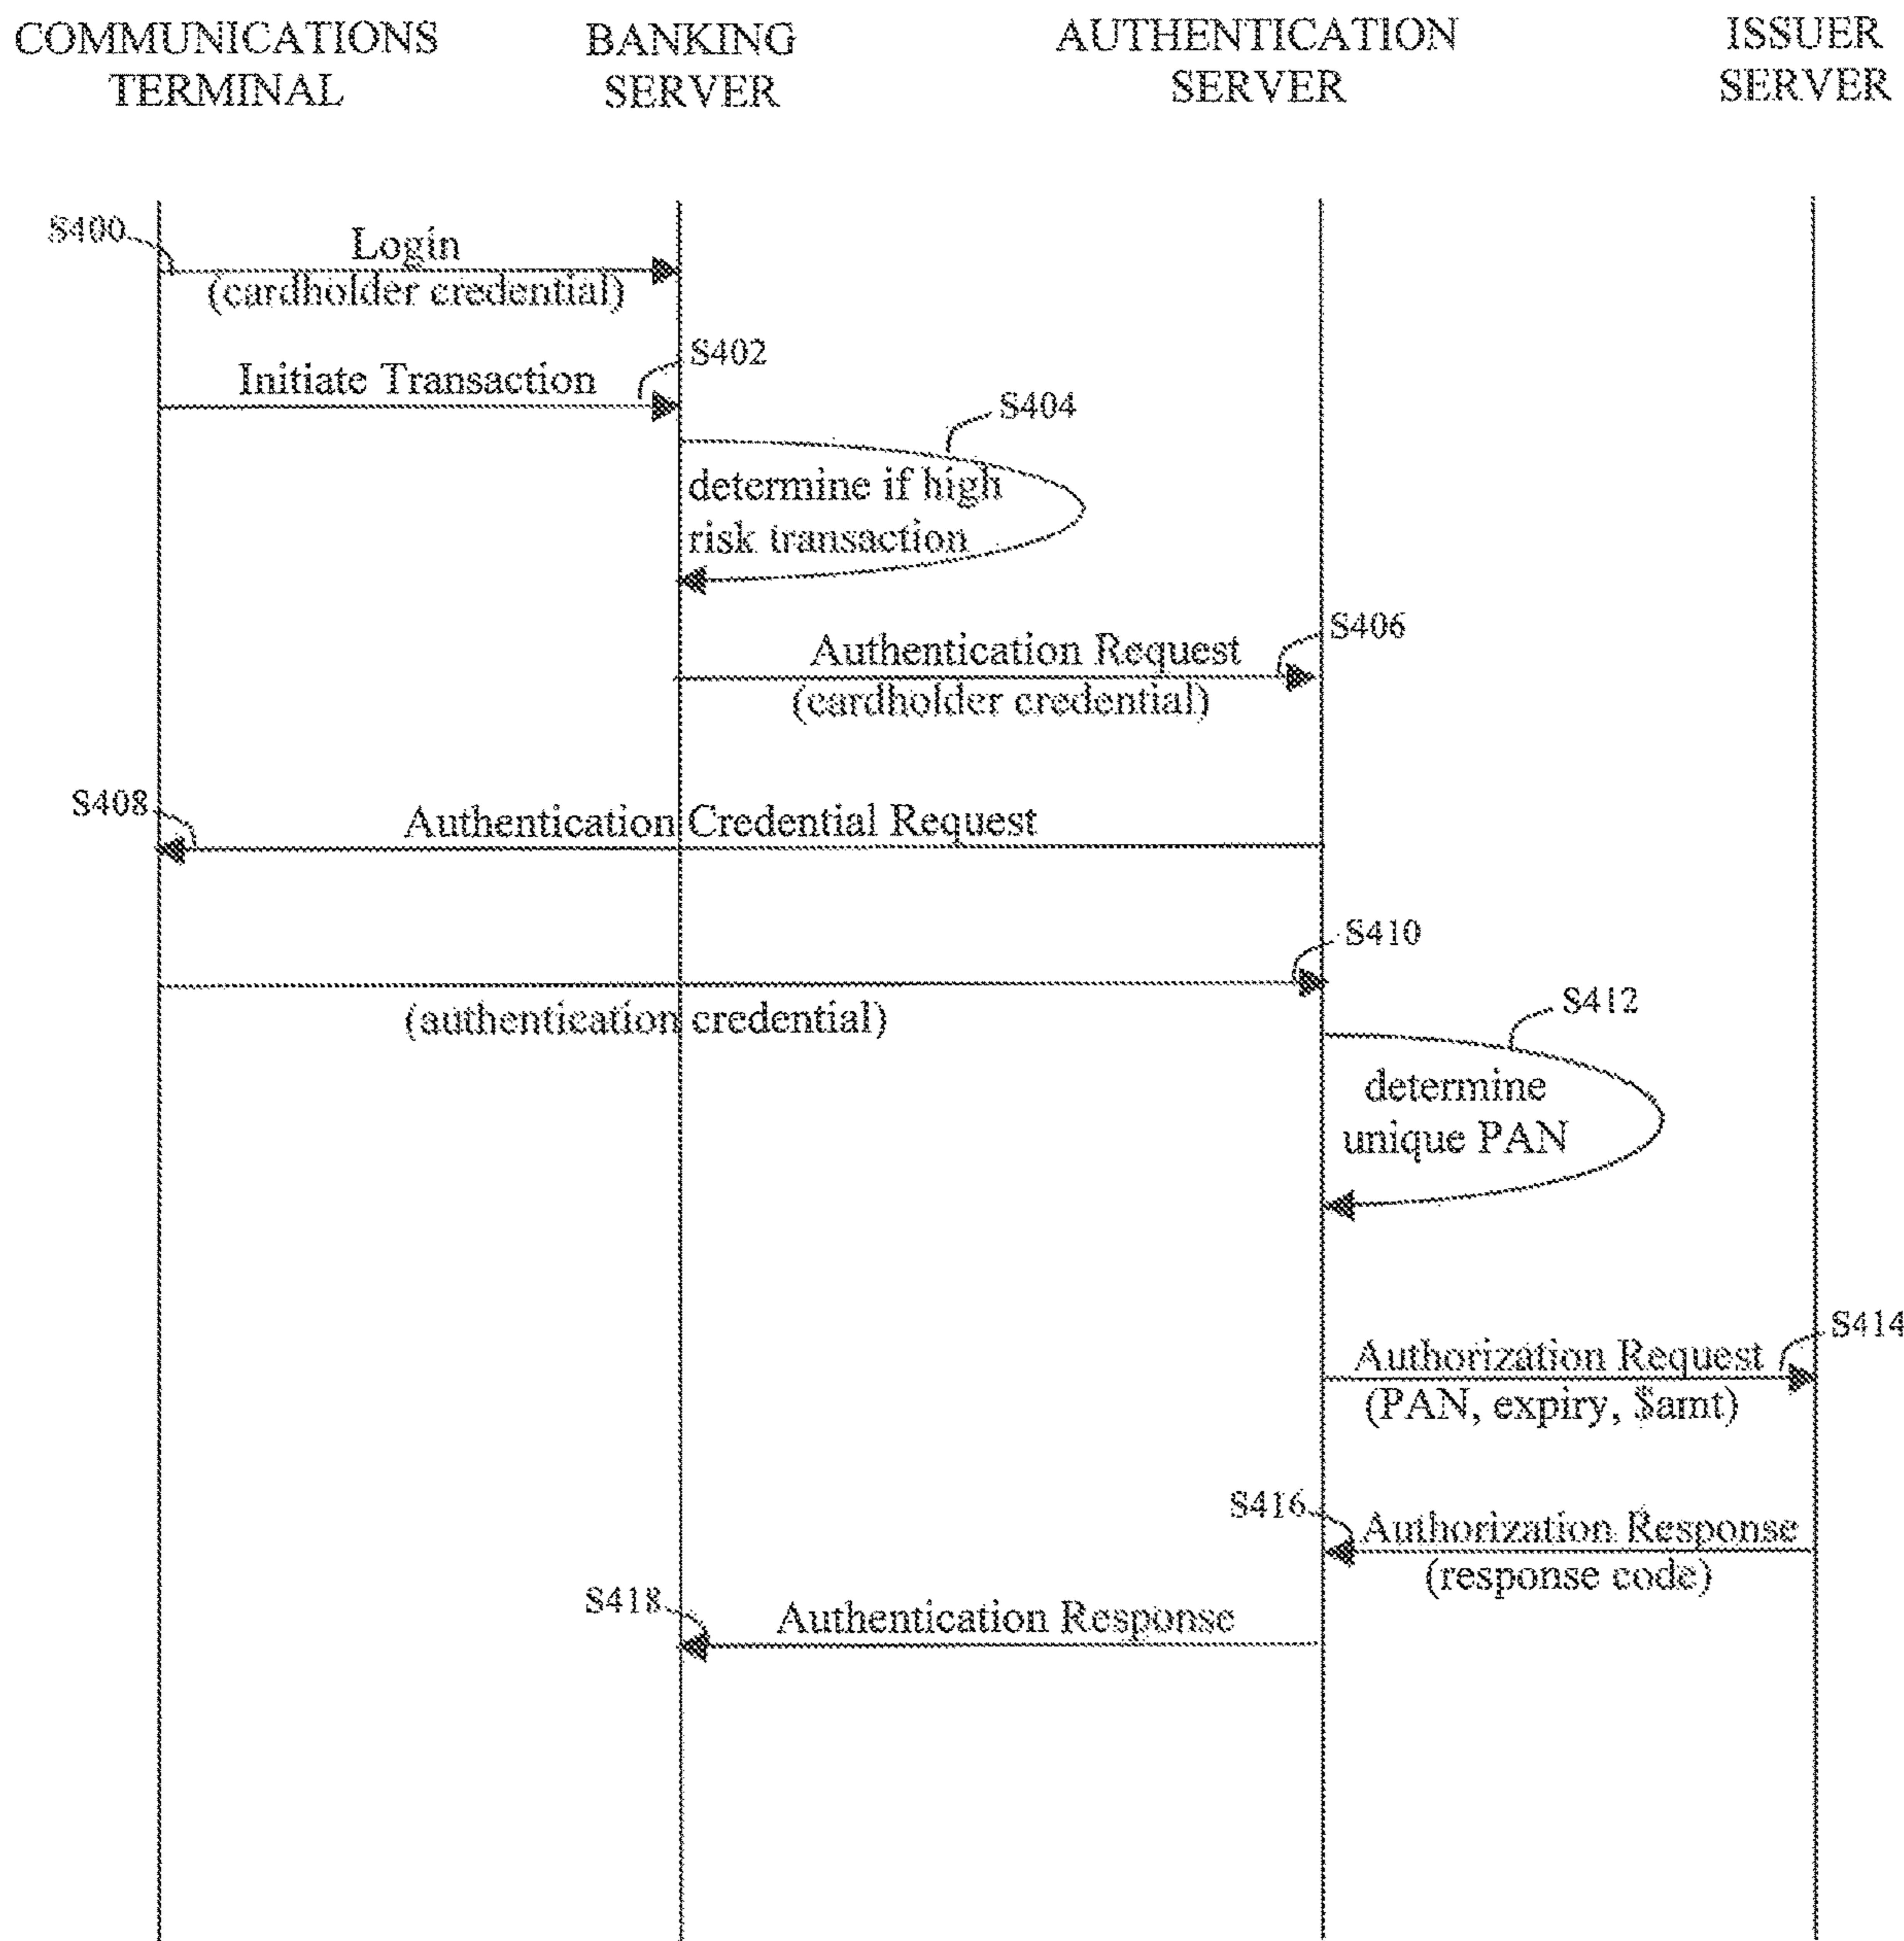 COMMUNICATIONS
TERMINAL
BANKING
SERVER
AUTHENTICATION
SERVER
ISSUER
SERVER
S400
Login
(cardholder credential)
S402
Initiate Transaction
S404
determine if high
risk transaction
S406
Authentication Request
(cardholder credential)
S408
Authentication Credential Request
S410
(authentication credential)
S412
determine
unique PAN
S414
Authorization Request
(PAN, expiry, $amt)
S416
Authorization Response
(response code)
S418
Authentication Response